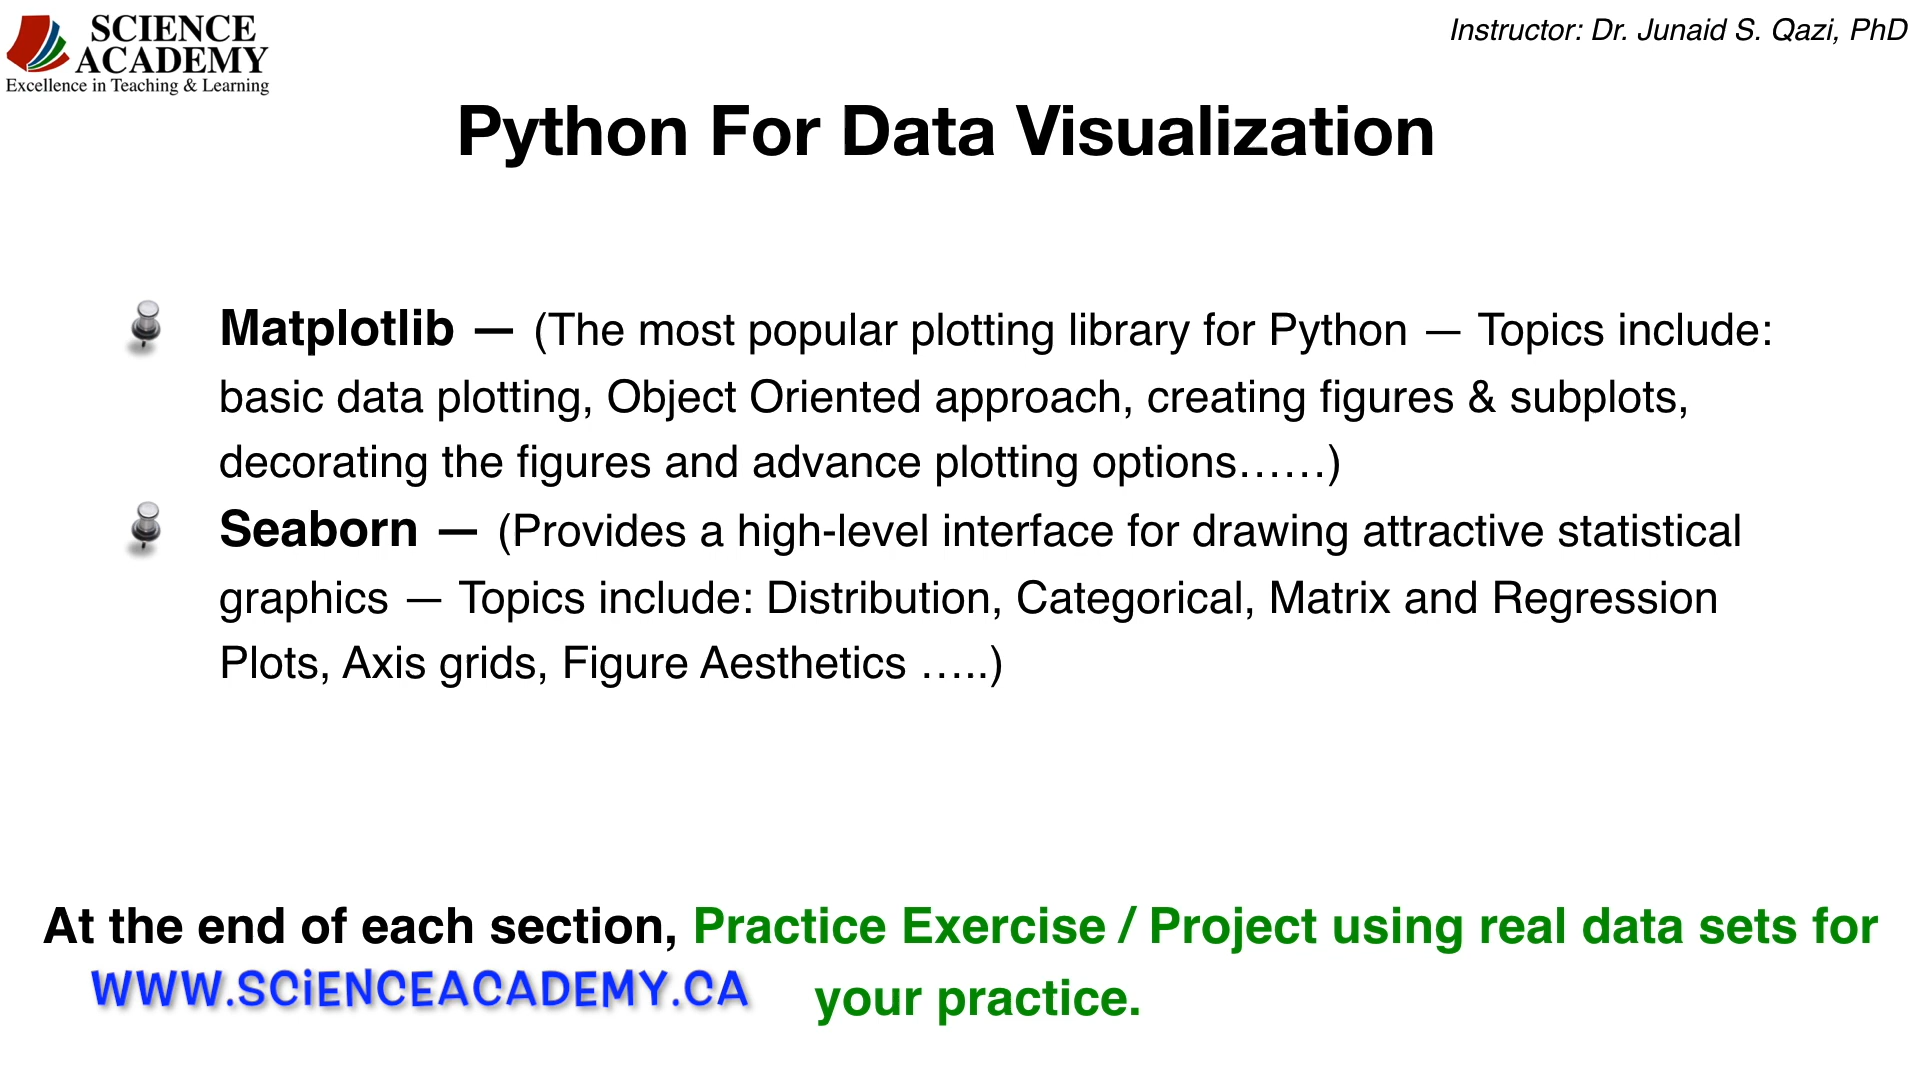 SCIENCE
ACADEMY
Excellence in Teaching & Learning
Instructor: Dr. Junaid S. Qazi, PhD
Python For Data Visualization
Matplotlib — (The most popular plotting library for Python — Topics include:
basic data plotting, Object Oriented approach, creating figures & subplots,
decorating the figures and advance plotting options……)
Seaborn — (Provides a high-level interface for drawing attractive statistical
graphics — Topics include: Distribution, Categorical, Matrix and Regression
Plots, Axis grids, Figure Aesthetics …..)
At the end of each section, Practice Exercise / Project using real data sets for
your practice.
WWW.SCiENCEACADEMY.CA